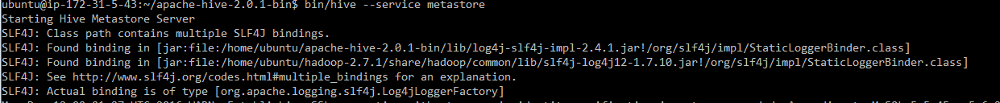 ubuntu@ip-172-31-5-43:~/apache-hive-2.0.1-bin$ bin/hive --service metastore
Starting Hive Metastore Server
SLF4J: Class path contains multiple SLF4J bindings.
SLF4J: Found binding in [jar:file:/home/ubuntu/apache-hive-2.0.1-bin/lib/log4j-slf4j-impl-2.4.1.jar!/org/slf4j/impl/StaticLoggerBinder.class]
SLF4J: Found binding in [jar:file:/home/ubuntu/hadoop-2.7.1/share/hadoop/common/lib/slf4j-log4j12-1.7.10.jar!/org/slf4j/impl/StaticLoggerBinder.class]
SLF4J: See http://www.slf4j.org/codes.html#multiple_bindings for an explanation.
SLF4J: Actual binding is of type [org.apache.logging.slf4j.Log4jLoggerFactory]